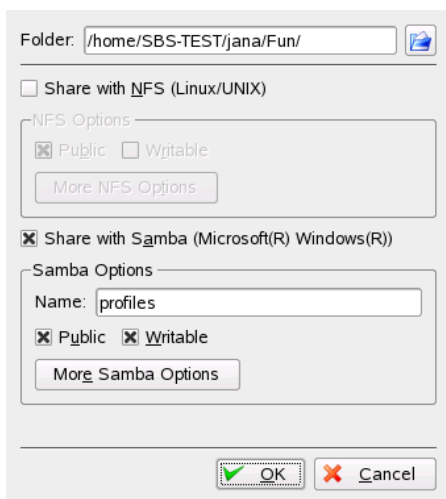 Folder: /home/SBS-TEST/jana/Fun/
Share with NFS (Linux/UNIX)
NFS Options
Public Writable
More NFS Options
Share with Samba (Microsoft(R) Windows(R))
Samba Options
Name: profiles
Public Writable
More Samba Options
OK Cancel